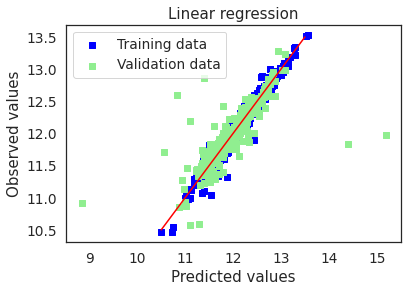 Linear regression
Training data
Validation data
Observed values
13.5
13.0
12.5
12.0
11.5
11.0
10.5
9 10 11 12 13 14 15
Predicted values